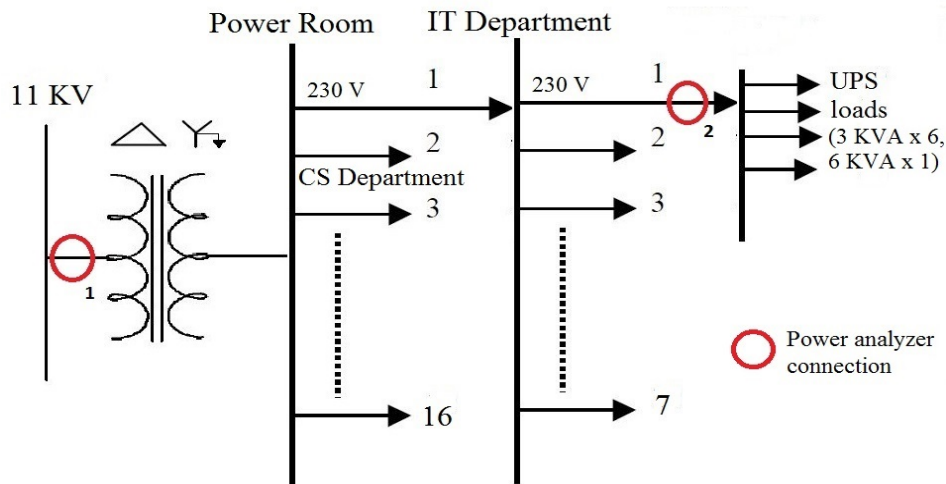 Power Room
IT Department
11 KV
230 V
1
230 V
1
UPS
loads
(3 KVA x 6,
6 KVA x 1)
2
2
2
CS Department
3
3
1
Power analyzer
connection
16
7